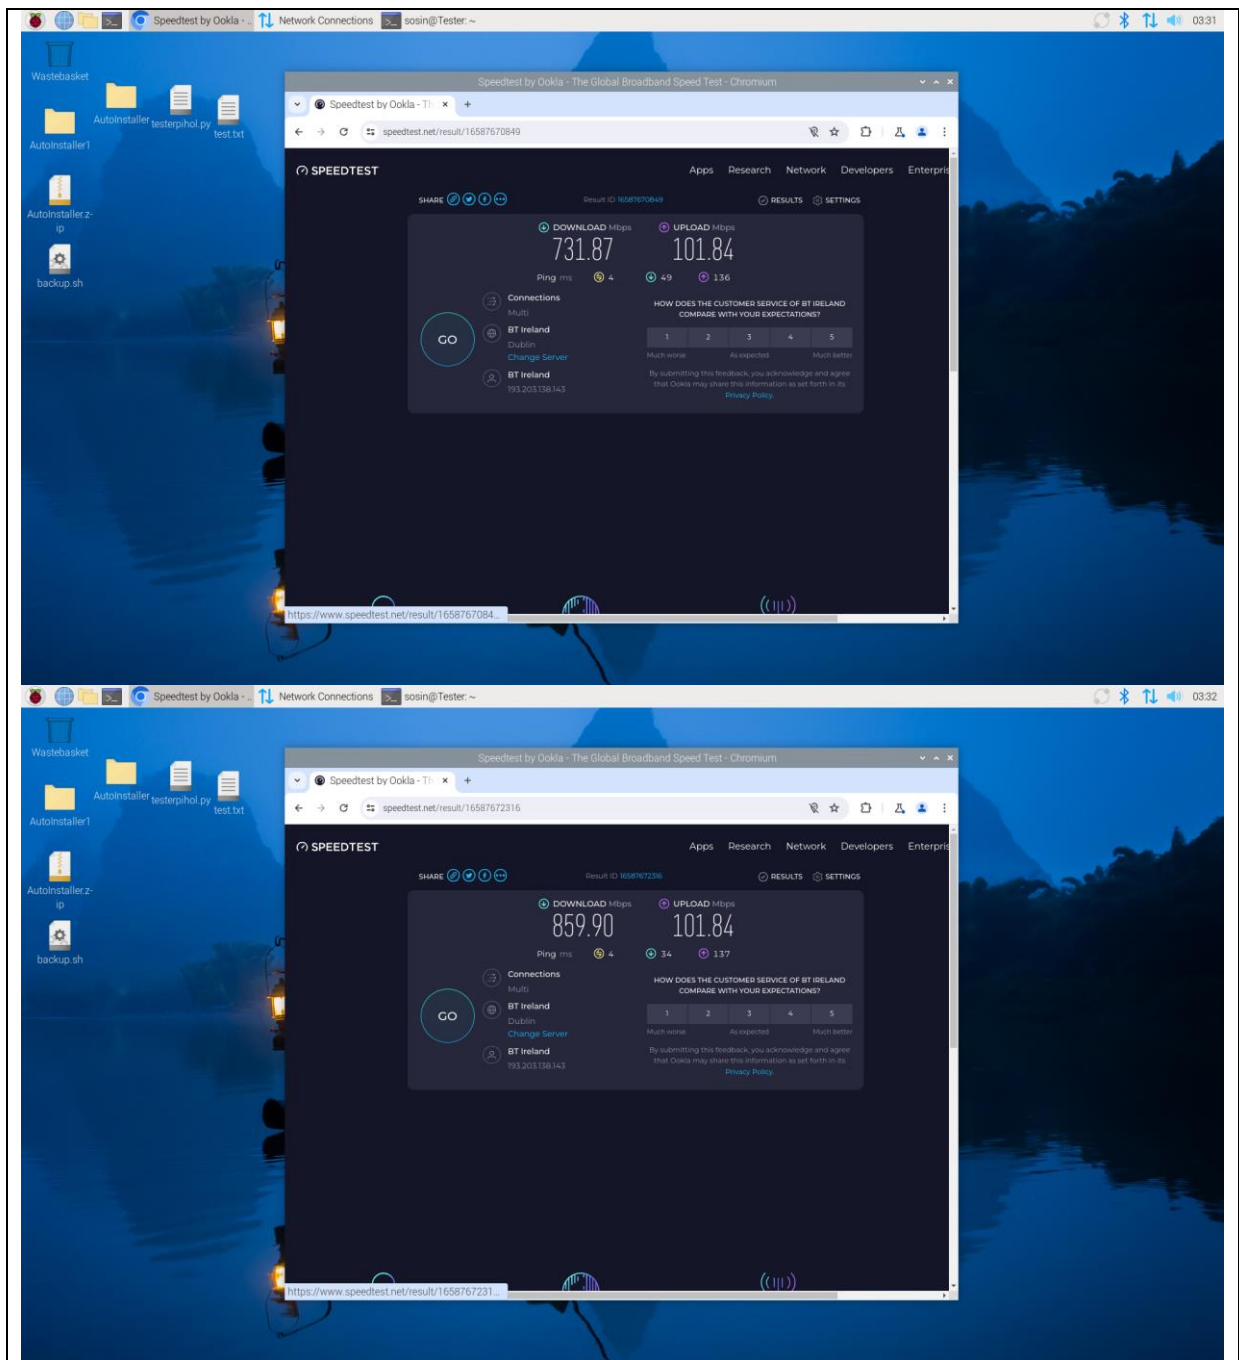 Speedtest by Ookla - ... Network Connections sosin@Tester: ~ 03:31
Wastebasket
AutoInstaller
testerpihol.py
test.txt
AutoInstaller1
AutoInstaller.z-
ip
backup.sh
Speedtest by Ookla - The Global Broadband Speed Test - Chromium
Speedtest by Ookla - Th
speedtest.net/result/16587670849
SPEEDTEST Apps Research Network Developers Enterpris
SHARE Result ID 16587670849 RESULTS SETTINGS
DOWNLOAD Mbps UPLOAD Mbps
731.87 101.84
Ping ms 4 49 136
Connections
Multi
BT Ireland
Dublin
Change Server
BT Ireland
193.203.138.143
GO
HOW DOES THE CUSTOMER SERVICE OF BT IRELAND
COMPARE WITH YOUR EXPECTATIONS?
1 2 3 4 5
Much worse As expected Much better
By submitting this feedback, you acknowledge and agree
that Ookla may share this information as set forth in its
Privacy Policy.
https://www.speedtest.net/result/1658767084...
Speedtest by Ookla - ... Network Connections sosin@Tester: ~ 03:32
Wastebasket
AutoInstaller
testerpihol.py
test.txt
AutoInstaller1
AutoInstaller.z-
ip
backup.sh
Speedtest by Ookla - The Global Broadband Speed Test - Chromium
Speedtest by Ookla - Th
speedtest.net/result/16587672316
SPEEDTEST Apps Research Network Developers Enterpris
SHARE Result ID 16587672316 RESULTS SETTINGS
DOWNLOAD Mbps UPLOAD Mbps
859.90 101.84
Ping ms 4 34 137
Connections
Multi
BT Ireland
Dublin
Change Server
BT Ireland
193.203.138.143
GO
HOW DOES THE CUSTOMER SERVICE OF BT IRELAND
COMPARE WITH YOUR EXPECTATIONS?
1 2 3 4 5
Much worse As expected Much better
By submitting this feedback, you acknowledge and agree
that Ookla may share this information as set forth in its
Privacy Policy.
https://www.speedtest.net/result/1658767231...